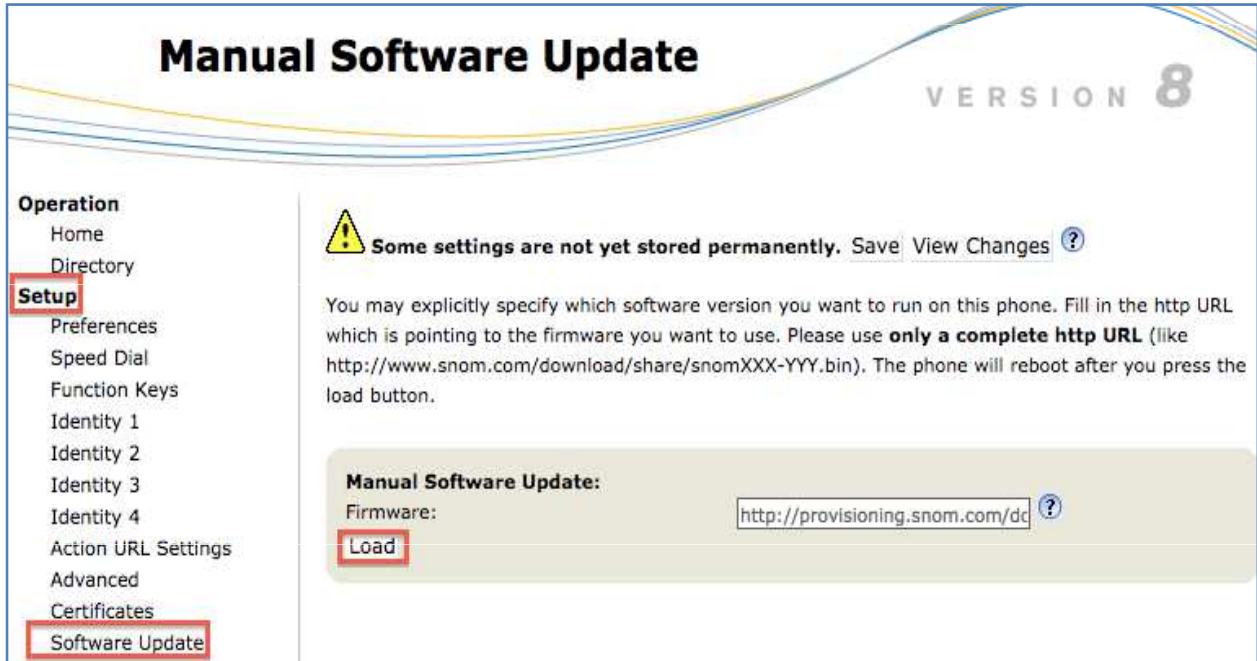 Manual Software Update
VERSION 8
Operation
Home
Directory
Setup
Preferences
Speed Dial
Function Keys
Identity 1
Identity 2
Identity 3
Identity 4
Action URL Settings
Advanced
Certificates
Software Update
Some settings are not yet stored permanently. Save View Changes ?
You may explicitly specify which software version you want to run on this phone. Fill in the http URL
which is pointing to the firmware you want to use. Please use only a complete http URL (like
http://www.snom.com/download/share/snomXXX-YYY.bin). The phone will reboot after you press the
load button.
Manual Software Update:
Firmware: http://provisioning.snom.com/do ?
Load